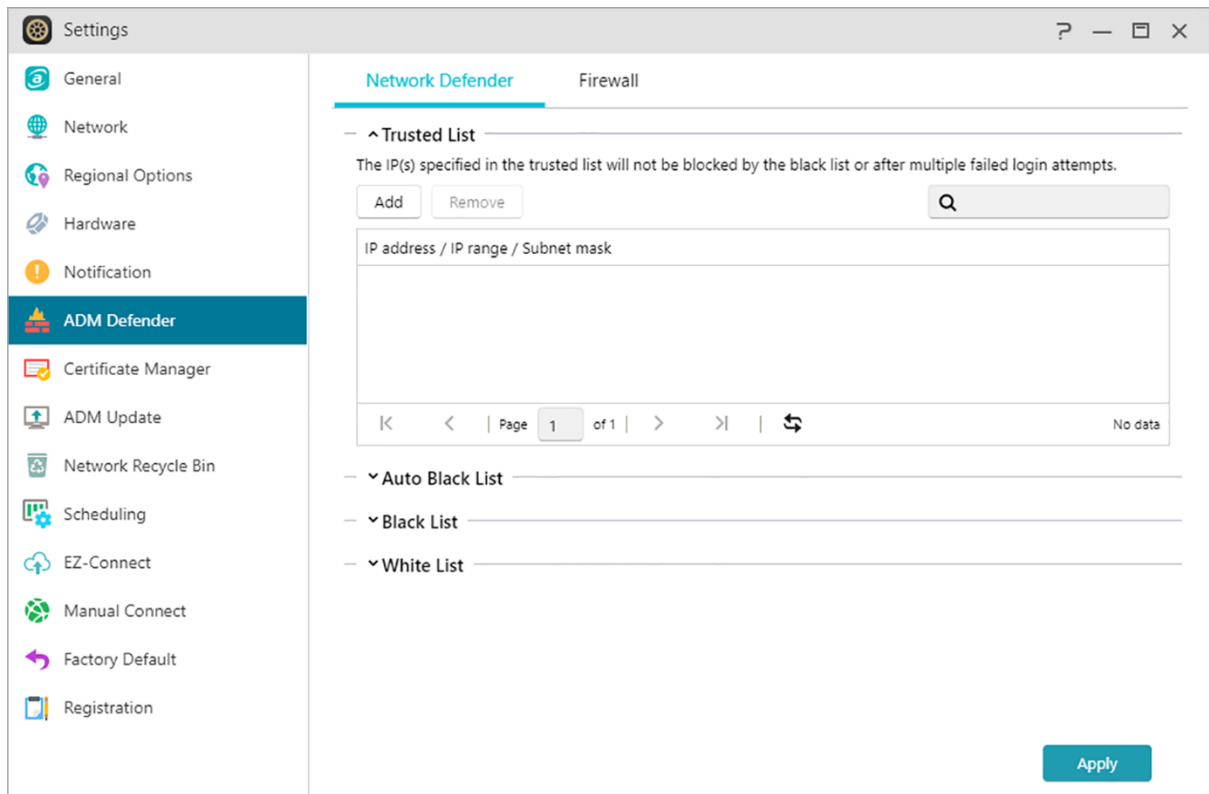 Settings
General
Network
Regional Options
Hardware
Notification
ADM Defender
Certificate Manager
ADM Update
Network Recycle Bin
Scheduling
EZ-Connect
Manual Connect
Factory Default
Registration
Network Defender Firewall
Trusted List
The IP(s) specified in the trusted list will not be blocked by the black list or after multiple failed login attempts.
Add Remove
IP address / IP range / Subnet mask
Page 1 of 1 No data
Auto Black List
Black List
White List
Apply